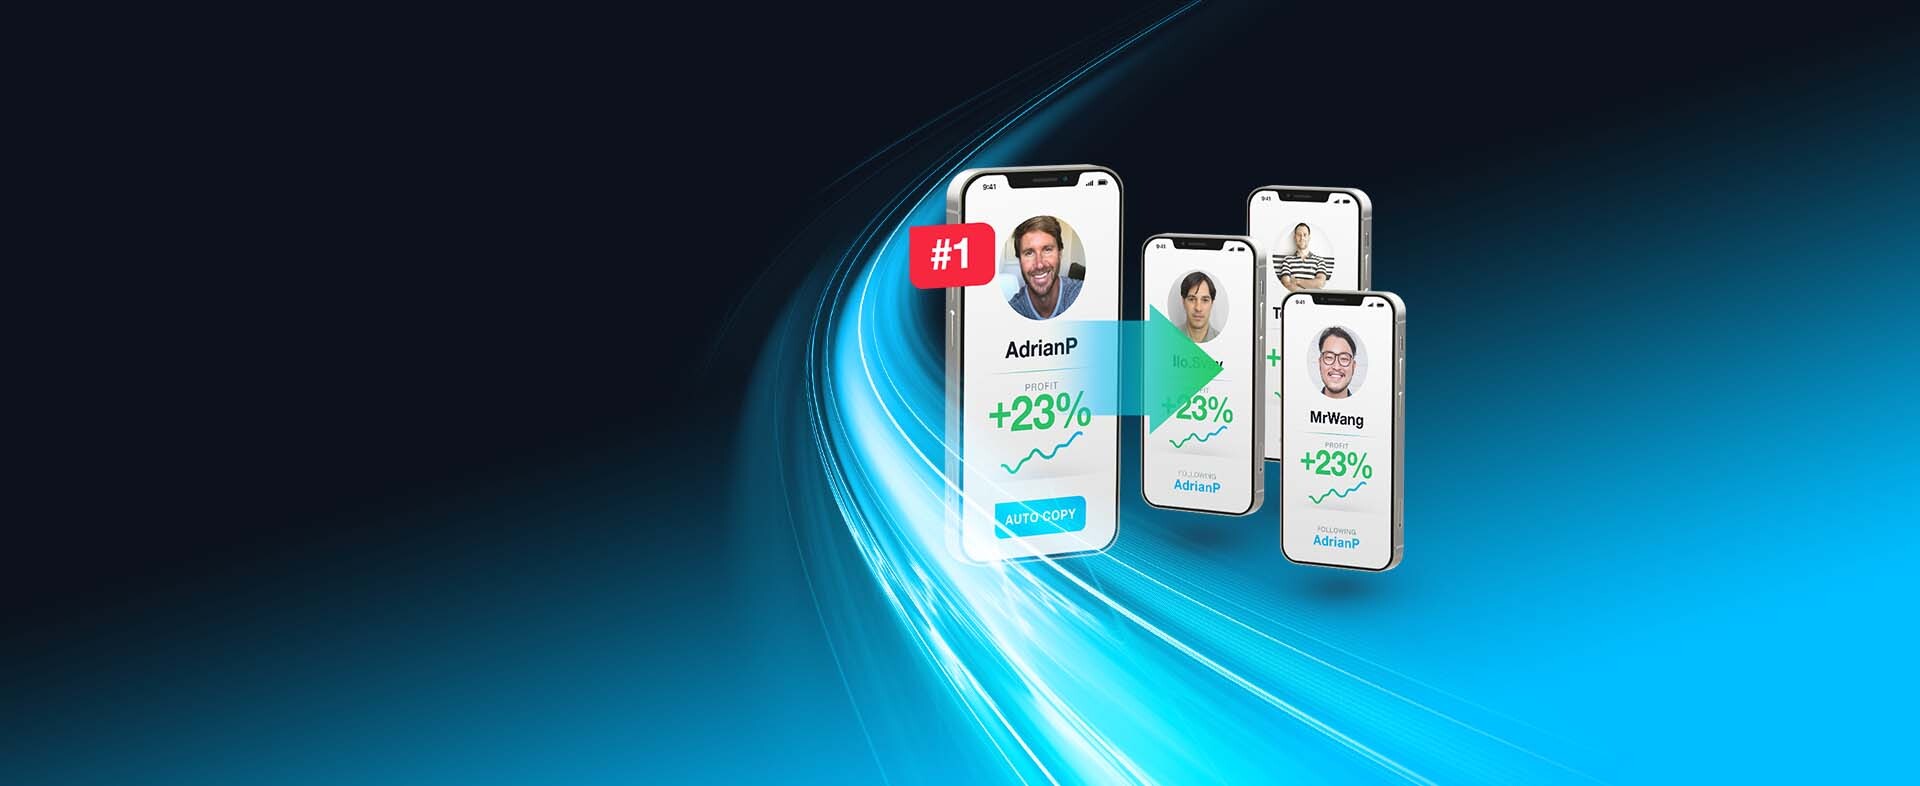 9:41
#1
AdrianP
PROFIT
+23%
AUTO COPY
9:41
+23%
FOLLOWING
AdrianP
9:41
9:41
MrWang
PROFIT
+23%
FOLLOWING
AdrianP